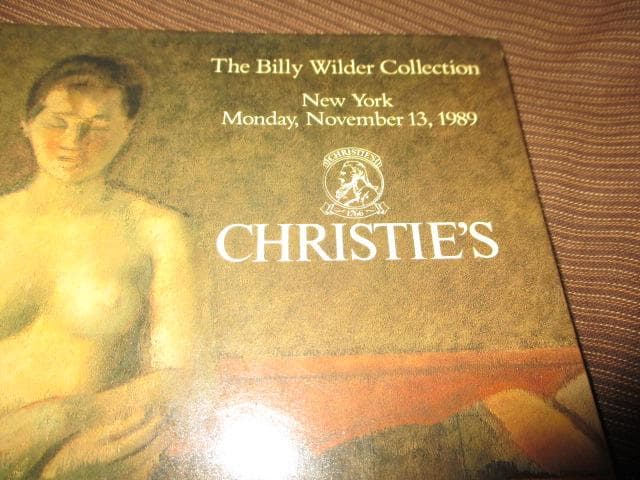 The Billy Wilder Collection
New York
Monday, November 13, 1989
CHRISTIE'S
1766
CHRISTIE'S